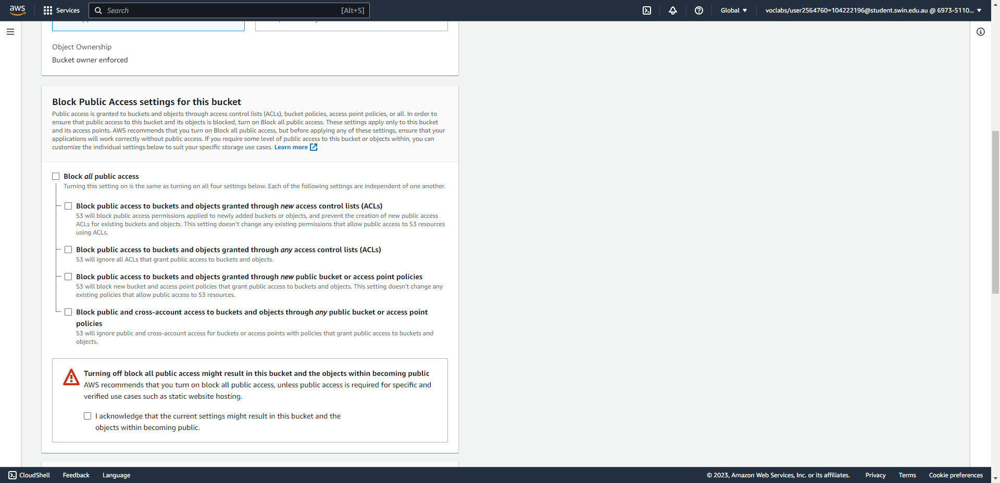 aws
Services
Search
[Alt+S]
Global
voclabs/user2564760=104222196@student.swin.edu.au @ 6973-5110...
Object Ownership
Bucket owner enforced
Block Public Access settings for this bucket
Public access is granted to buckets and objects through access control lists (ACLs), bucket policies, access point policies, or all. In order to
ensure that public access to this bucket and its objects is blocked, turn on Block all public access. These settings apply only to this bucket
and its access points. AWS recommends that you turn on Block all public access, but before applying any of these settings, ensure that your
applications will work correctly without public access. If you require some level of public access to this bucket or objects within, you can
customize the individual settings below to suit your specific storage use cases. Learn more
Block all public access
Turning this setting on is the same as turning on all four settings below. Each of the following settings are independent of one another.
Block public access to buckets and objects granted through new access control lists (ACLs)
S3 will block public access permissions applied to newly added buckets or objects, and prevent the creation of new public access
ACLs for existing buckets and objects. This setting doesn't change any existing permissions that allow public access to S3 resources
using ACLs.
Block public access to buckets and objects granted through any access control lists (ACLs)
S3 will ignore all ACLs that grant public access to buckets and objects.
Block public access to buckets and objects granted through new public bucket or access point policies
S3 will block new bucket and access point policies that grant public access to buckets and objects. This setting doesn't change any
existing policies that allow public access to S3 resources.
Block public and cross-account access to buckets and objects through any public bucket or access point
policies
S3 will ignore public and cross-account access for buckets or access points with policies that grant public access to buckets and
objects.
Turning off block all public access might result in this bucket and the objects within becoming public
AWS recommends that you turn on block all public access, unless public access is required for specific and
verified use cases such as static website hosting.
I acknowledge that the current settings might result in this bucket and the
objects within becoming public.
CloudShell
Feedback
Language
© 2023, Amazon Web Services, Inc. or its affiliates.
Privacy
Terms
Cookie preferences